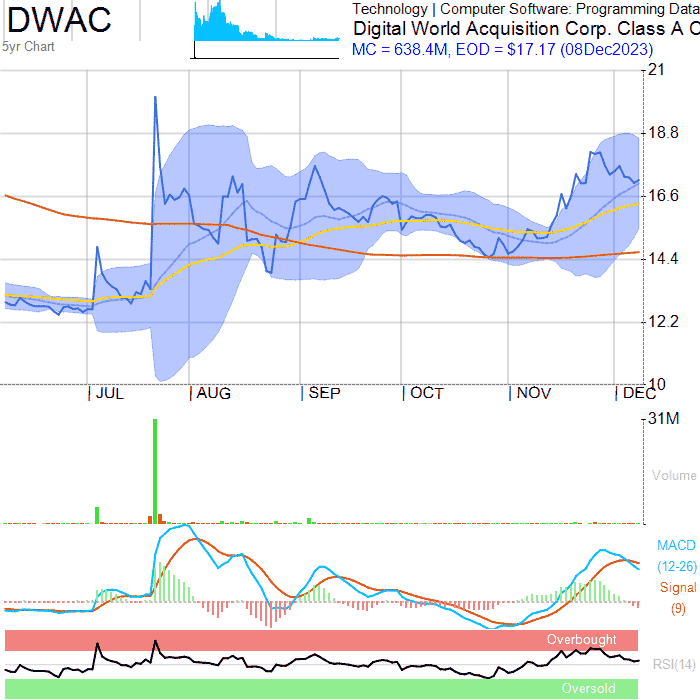 DWAC
5yr Chart
Technology | Computer Software: Programming Data
Digital World Acquisition Corp. Class A C
MC = 638.4M, EOD = $17.17 (08Dec2023)
21
18.8
16.6
14.4
12.2
10
JUL AUG SEP OCT NOV DEC
31M
Volume
MACD
(12-26)
Signal
(9)
Overbought
RSI(14)
Oversold